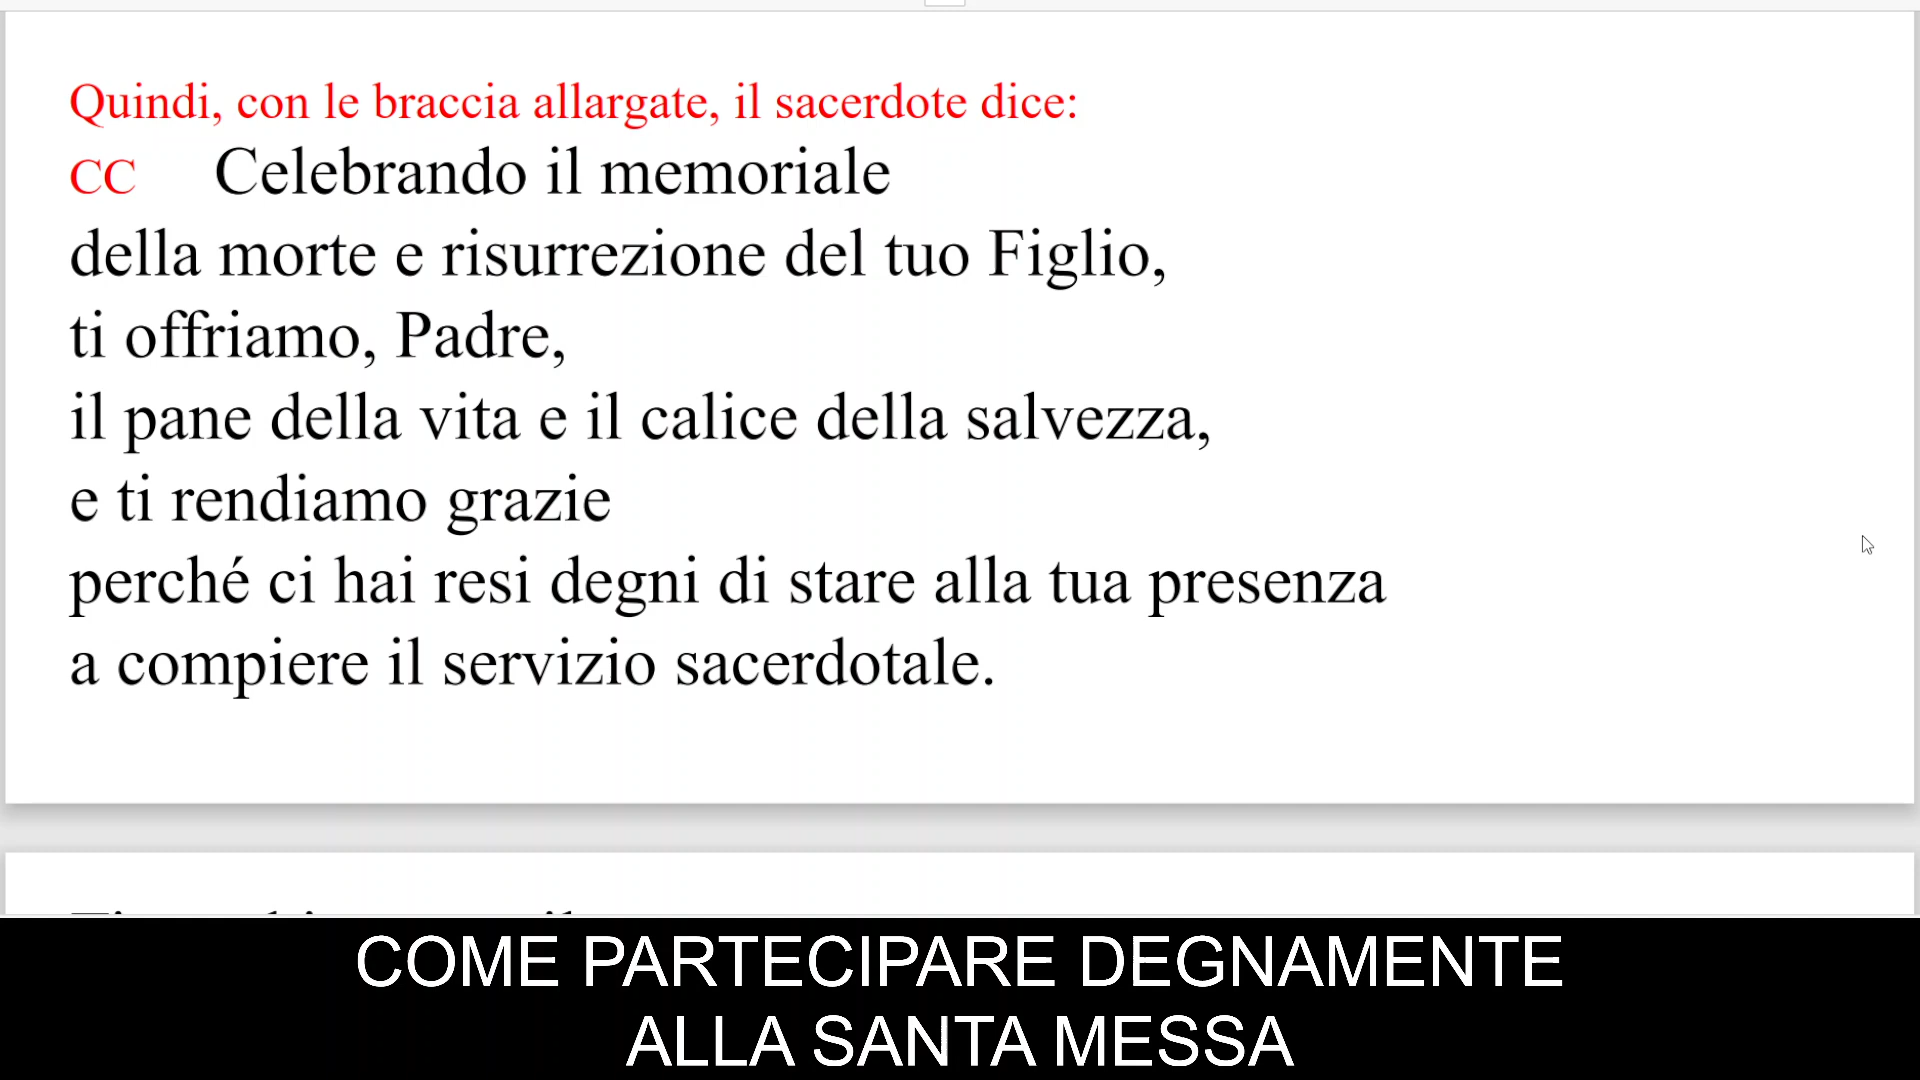 Quindi, con le braccia allargate, il sacerdote dice:
CC Celebrando il memoriale
della morte e risurrezione del tuo Figlio,
ti offriamo, Padre,
il pane della vita e il calice della salvezza,
e ti rendiamo grazie
perché ci hai resi degni di stare alla tua presenza
a compiere il servizio sacerdotale.
COME PARTECIPARE DEGNAMENTE
ALLA SANTA MESSA